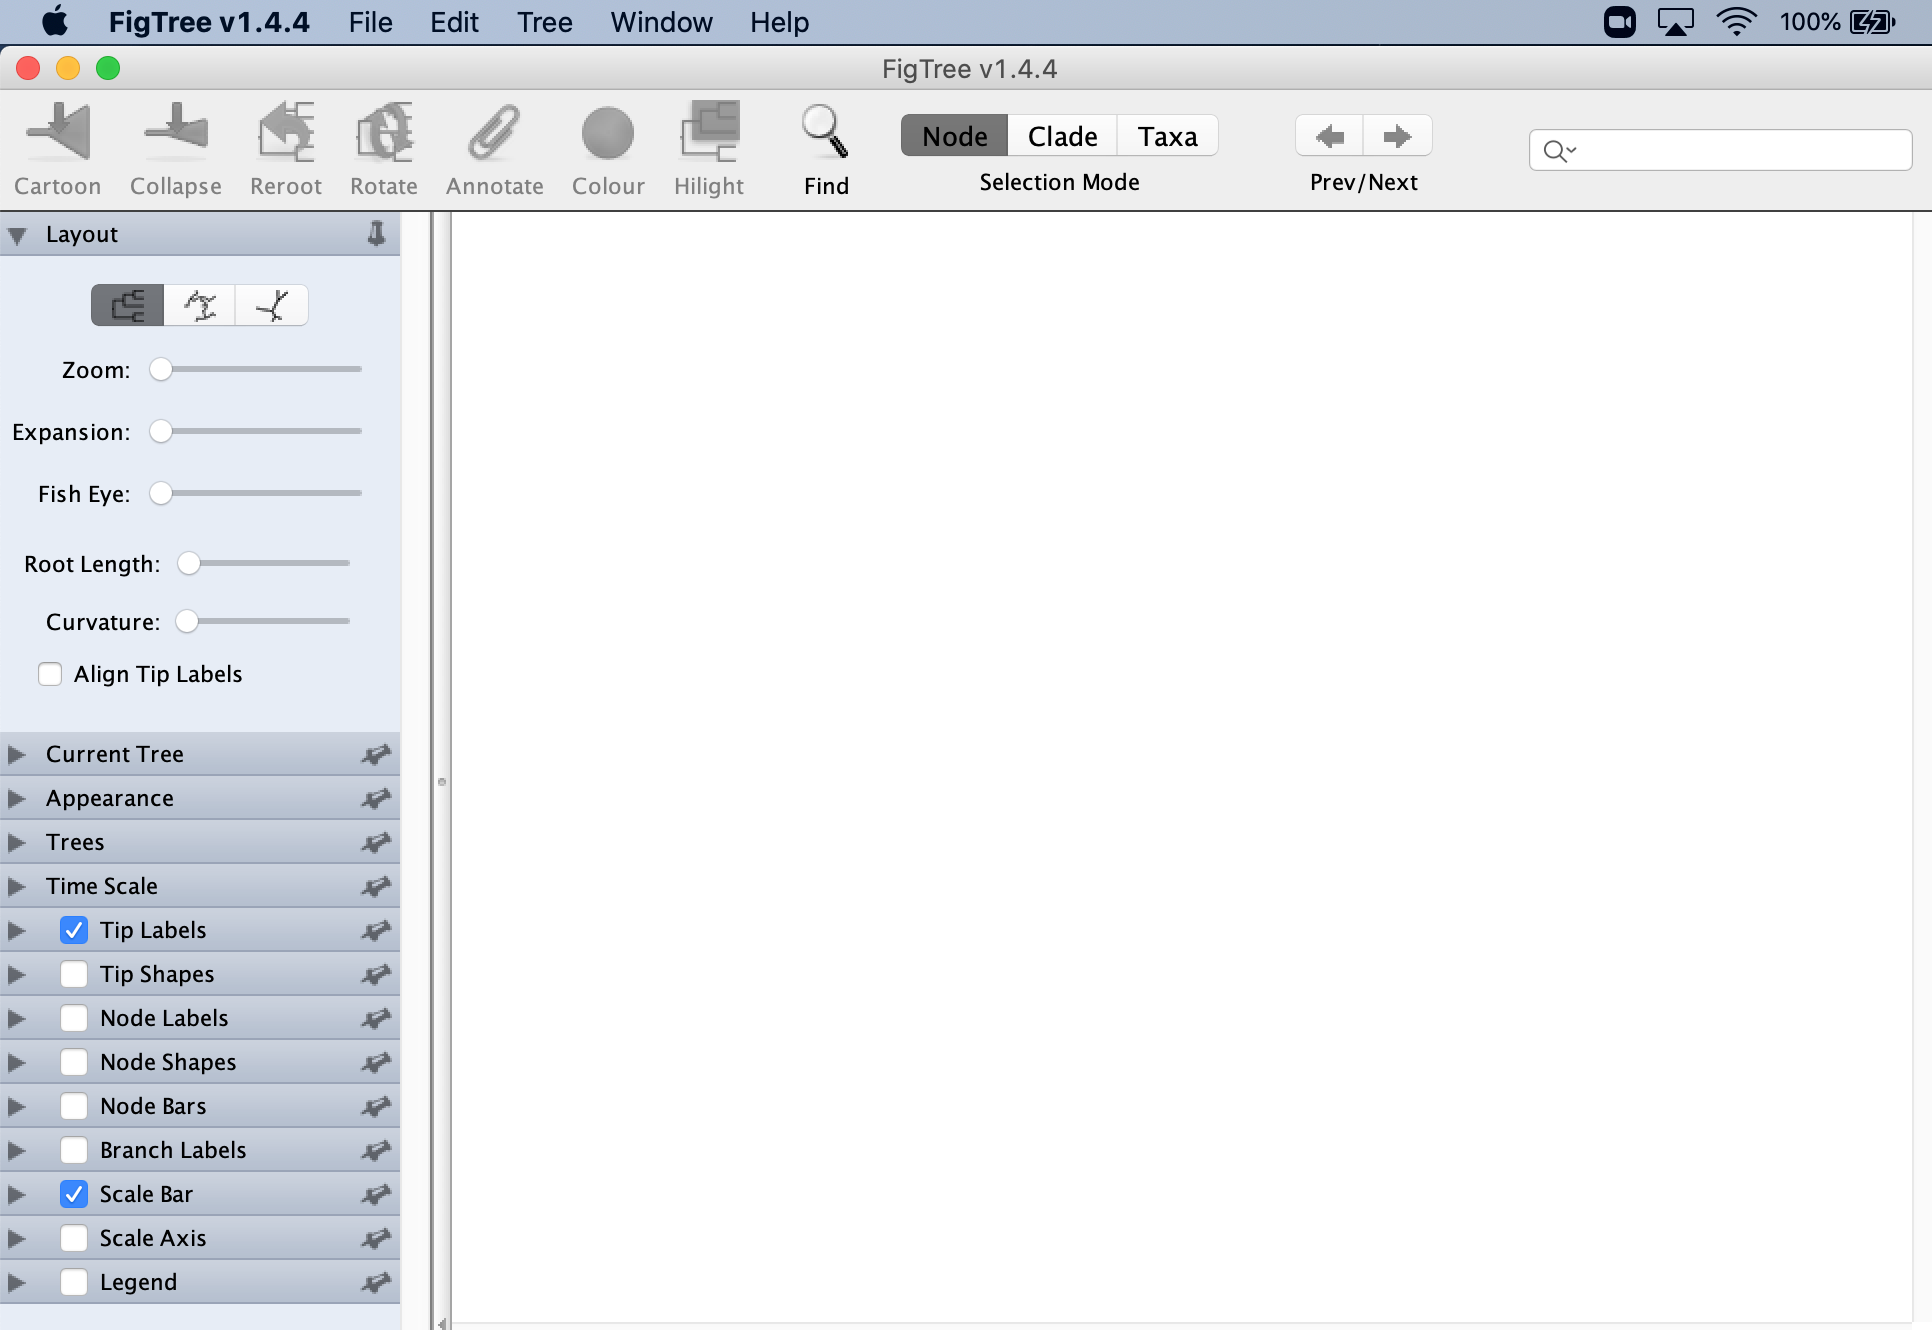 FigTree v1.4.4 File Edit Tree Window Help 100%
FigTree v1.4.4
Cartoon Collapse Reroot Rotate Annotate Colour Hilight Find
Node Clade Taxa
Selection Mode
Prev/Next
Layout
Zoom:
Expansion:
Fish Eye:
Root Length:
Curvature:
Align Tip Labels
Current Tree
Appearance
Trees
Time Scale
Tip Labels
Tip Shapes
Node Labels
Node Shapes
Node Bars
Branch Labels
Scale Bar
Scale Axis
Legend